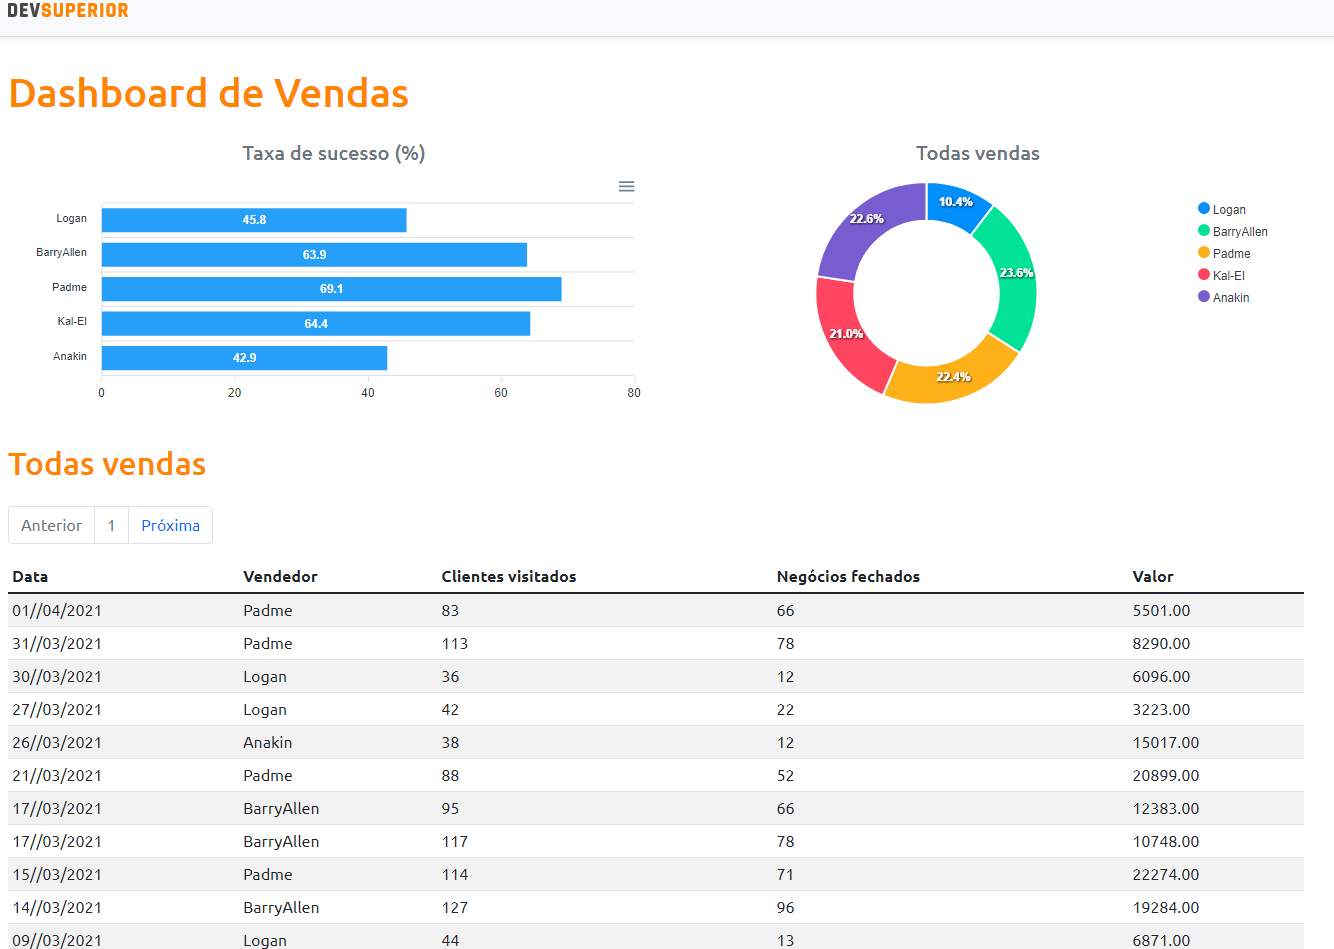 DEVSUPERIOR
Dashboard de Vendas
Taxa de sucesso (%)
Logan 45.8
BarryAllen 63.9
Padme 69.1
Kal-El 64.4
Anakin 42.9
0 20 40 60 80
Todas vendas
10.4%
23.6%
22.4%
21.0%
22.6%
Logan
BarryAllen
Padme
Kal-El
Anakin
Todas vendas
Anterior 1 Próxima
Data Vendedor Clientes visitados Negócios fechados Valor
01//04/2021 Padme 83 66 5501.00
31//03/2021 Padme 113 78 8290.00
30//03/2021 Logan 36 12 6096.00
27//03/2021 Logan 42 22 3223.00
26//03/2021 Anakin 38 12 15017.00
21//03/2021 Padme 88 52 20899.00
17//03/2021 BarryAllen 95 66 12383.00
17//03/2021 BarryAllen 117 78 10748.00
15//03/2021 Padme 114 71 22274.00
14//03/2021 BarryAllen 127 96 19284.00
09//03/2021 Logan 44 13 6871.00